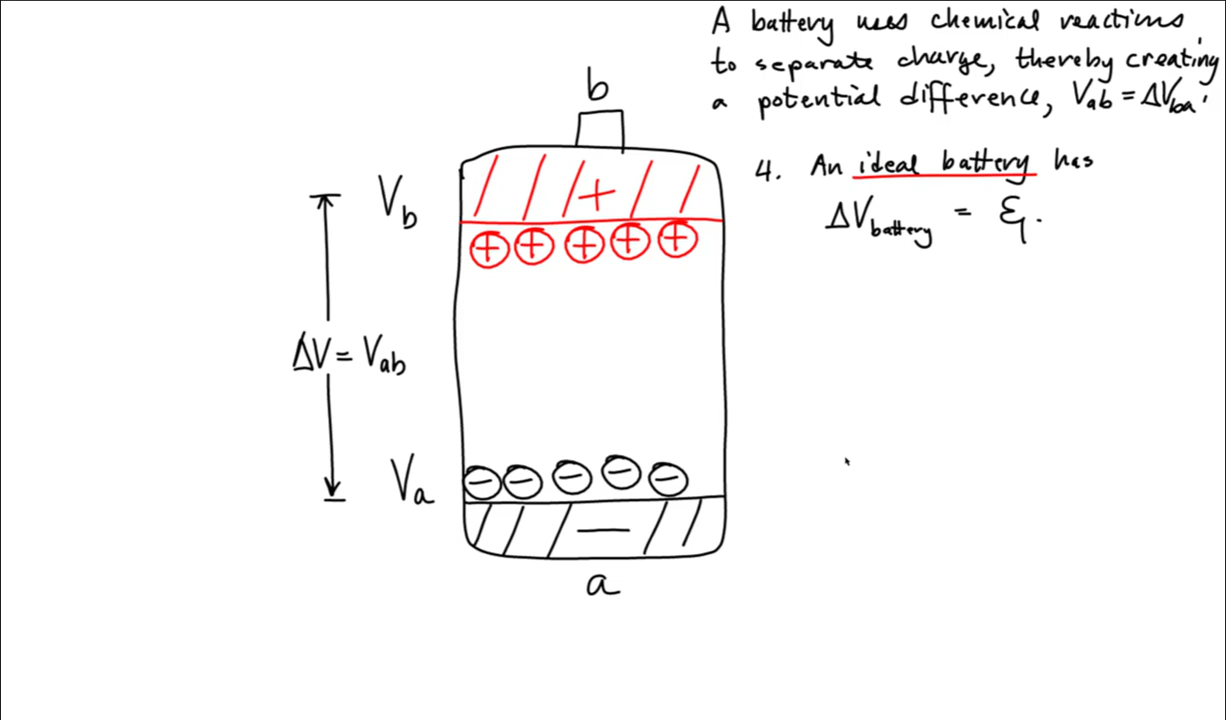 A battery uses chemical reactions
to separate charge, thereby creating
a potential difference, Vab = ΔVba.
4. An ideal battery has
ΔVbattery = ℰ.
b
+
Vb
+ + + + +
ΔV = Vab
Va
− − − − −
−
a